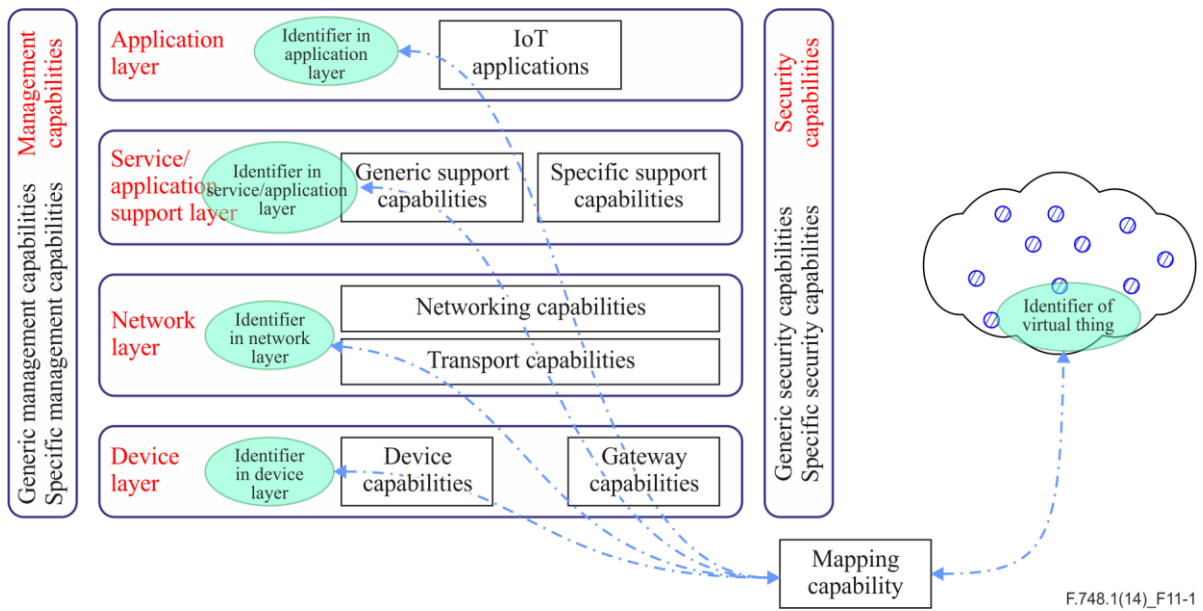 Management
capabilities
Generic management capabilities
Specific management capabilities
Application
layer
Identifier in
application
layer
IoT
applications
Service/
application
support layer
Identifier in
service/application
layer
Generic support
capabilities
Specific support
capabilities
Network
layer
Identifier
in network
layer
Networking capabilities
Transport capabilities
Device
layer
Identifier
in device
layer
Device
capabilities
Gateway
capabilities
Security
capabilities
Generic security capabilities
Specific security capabilities
Identifier of
virtual thing
Mapping
capability
F.748.1(14)_F11-1